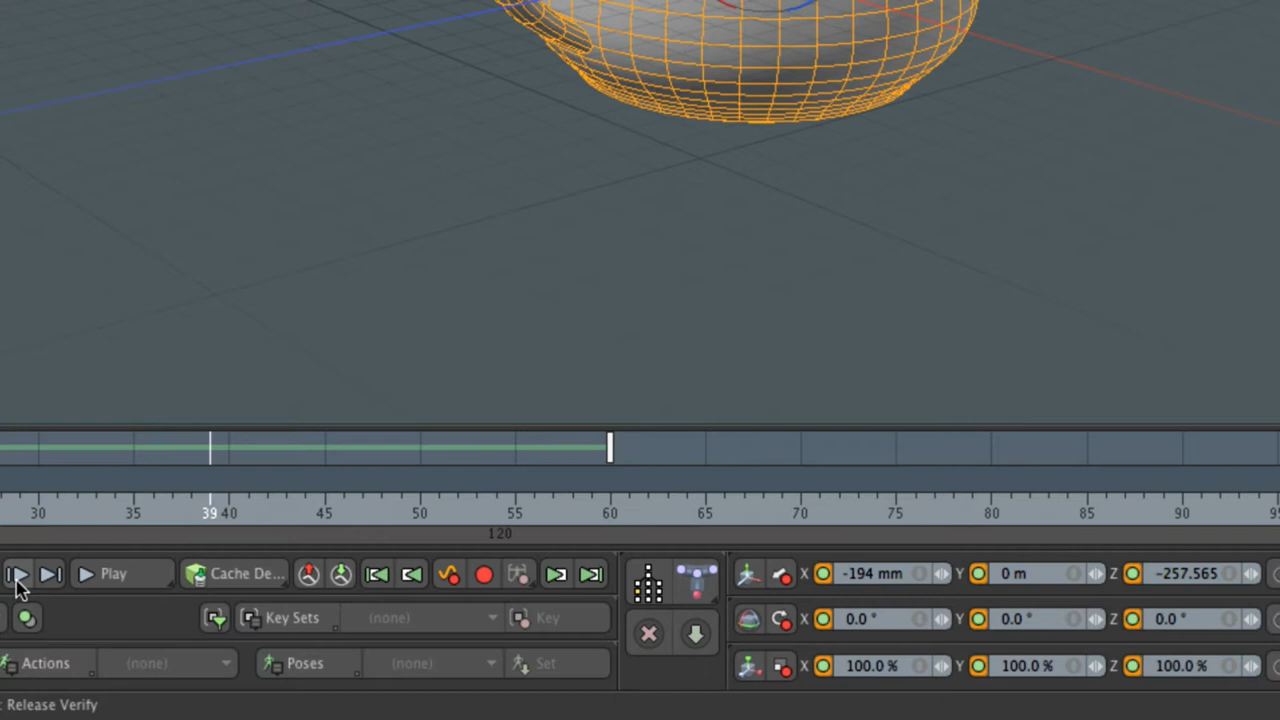 30 35 39 40 45 50 55 60 65 70 75 80 85 90 95
120
Play Cache De... X -194 mm Y 0 m Z -257.565
Key Sets (none) Key X 0.0 ° Y 0.0 ° Z 0.0 °
Actions (none) Poses (none) Set X 100.0 % Y 100.0 % Z 100.0 %
: Release Verify